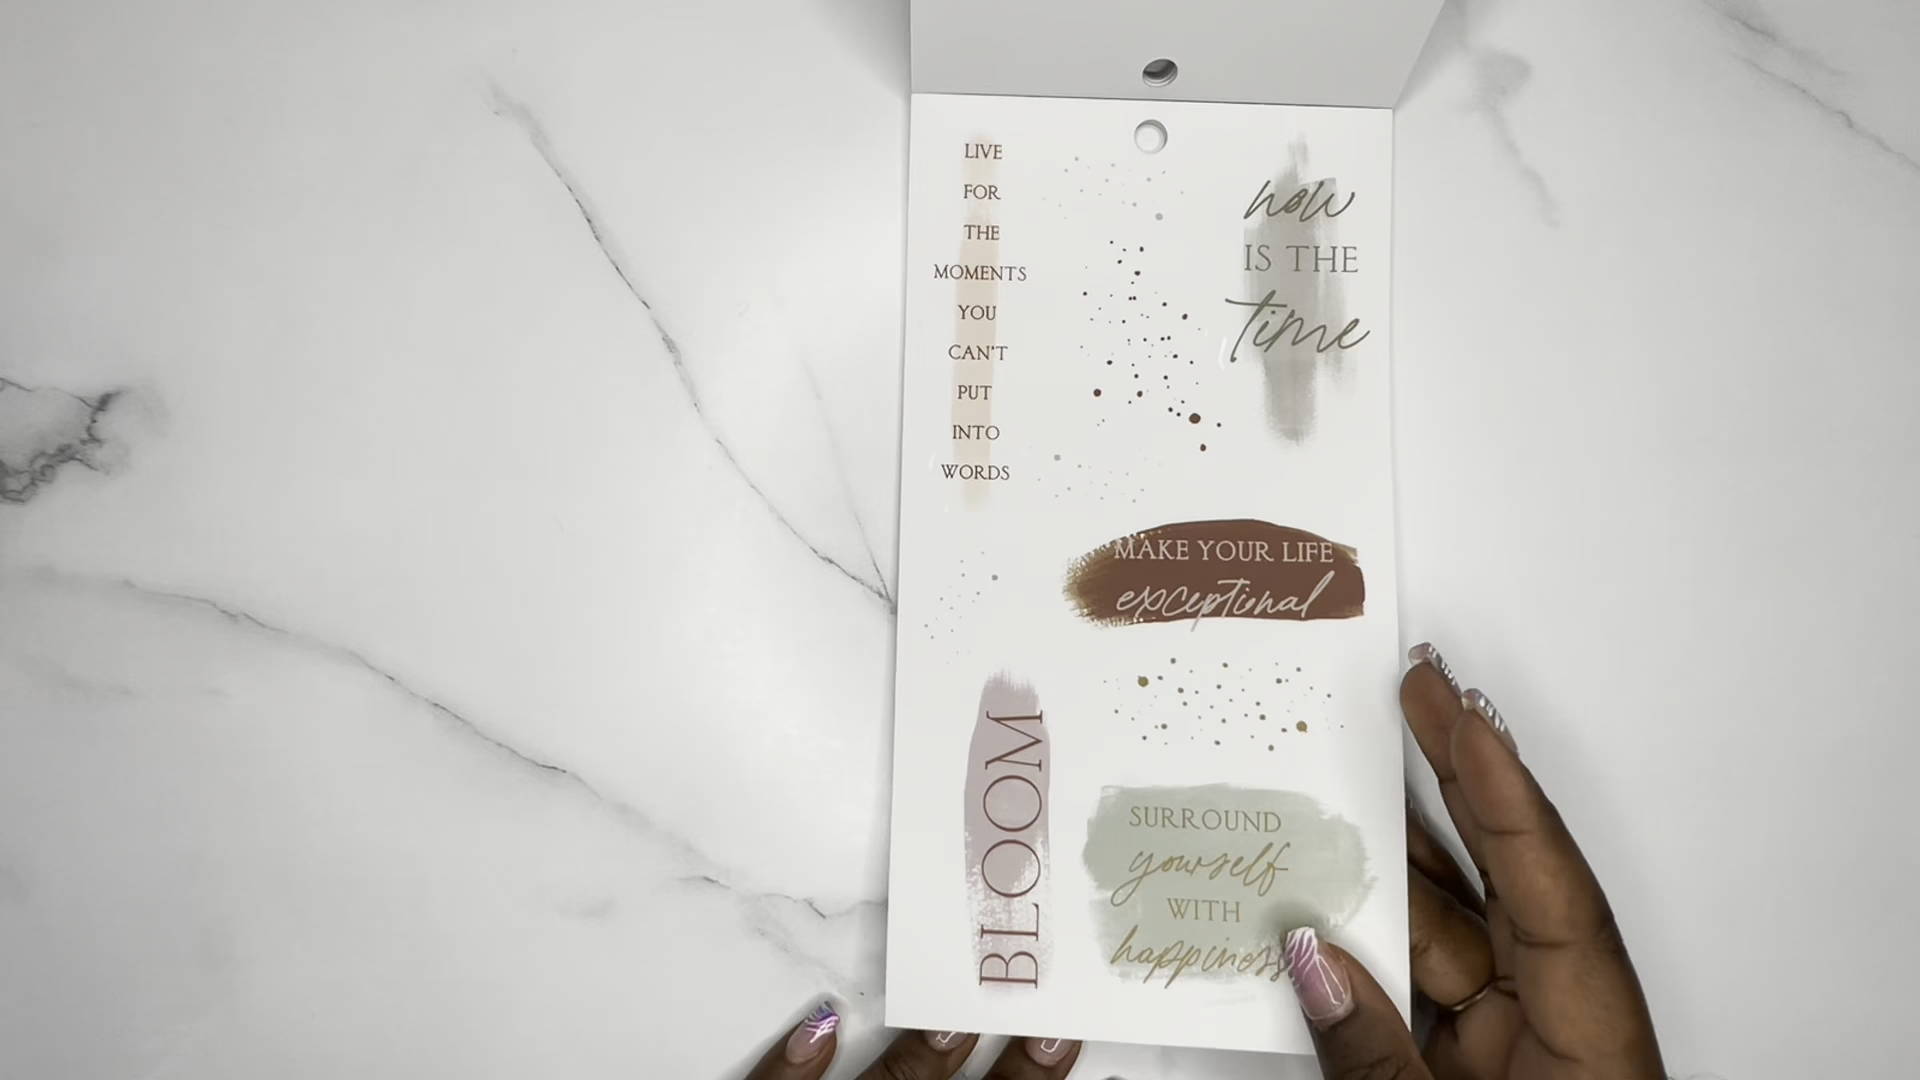 LIVE
FOR
THE
MOMENTS
YOU
CAN'T
PUT
INTO
WORDS
now
IS THE
Time
MAKE YOUR LIFE
exceptional
BLOOM
SURROUND
yourself
WITH
happiness